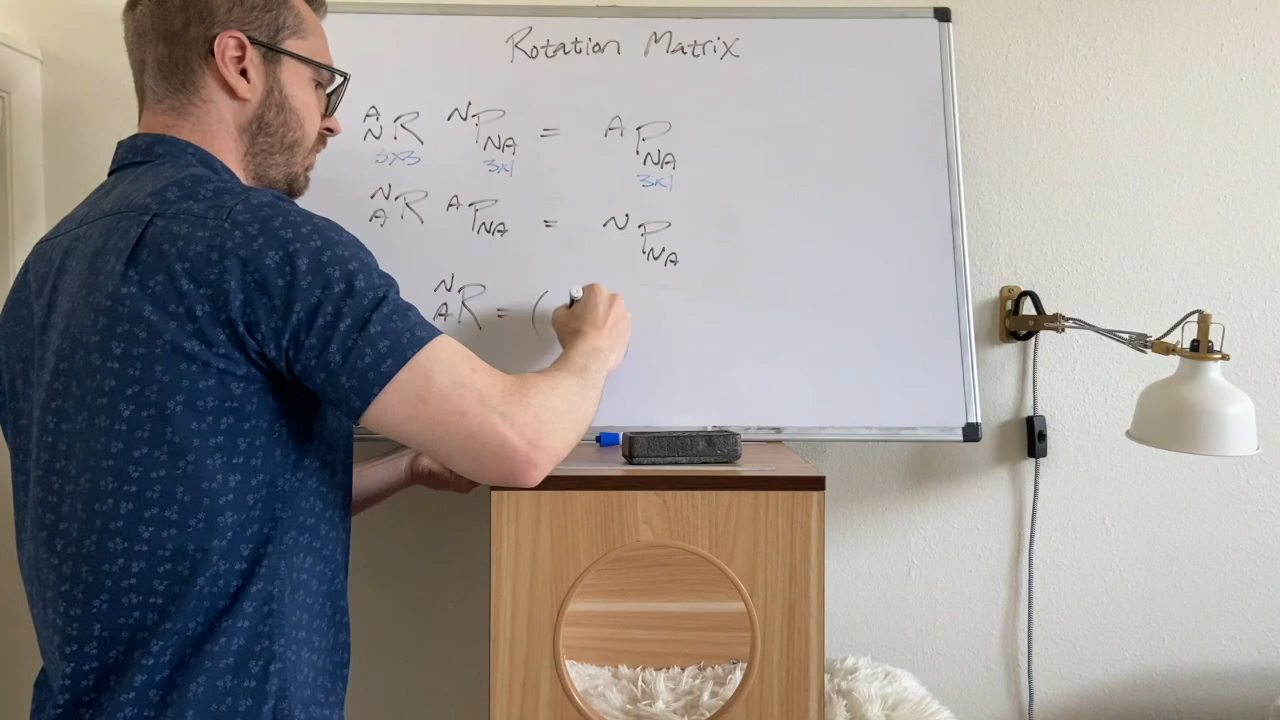 Rotation Matrix
A N R N P NA = A P NA
3x3 3x1 3x1
N A R A P NA = N P NA
N A R = (